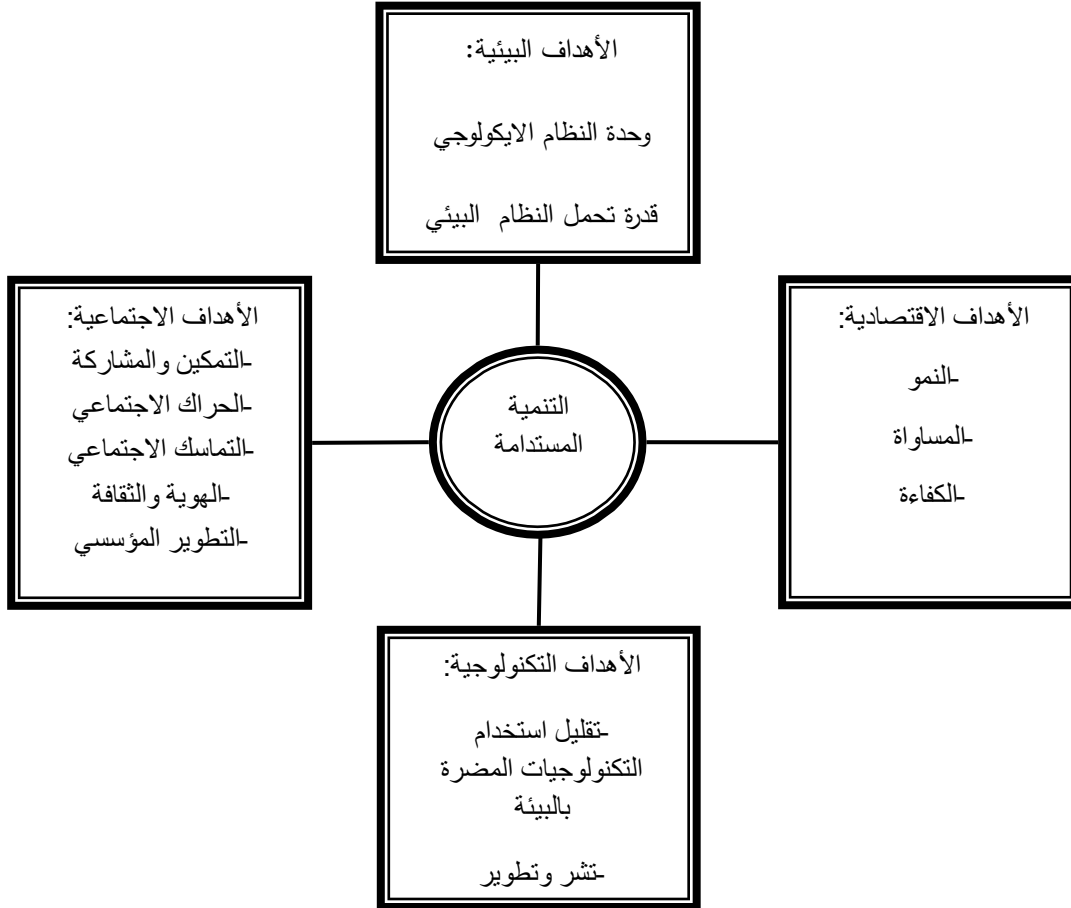 الأهداف البيئية:
وحدة النظام الايكولوجي
قدرة تحمل النظام البيئي
الأهداف الاقتصادية:
-النمو
-المساواة
-الكفاءة
التنمية
المستدامة
الأهداف الاجتماعية:
-التمكين والمشاركة
-الحراك الاجتماعي
-التماسك الاجتماعي
-الهوية والثقافة
-التطوير المؤسسي
الأهداف التكنولوجية:
-تقليل استخدام
التكنولوجيات المضرة
بالبيئة
-تشر وتطوير